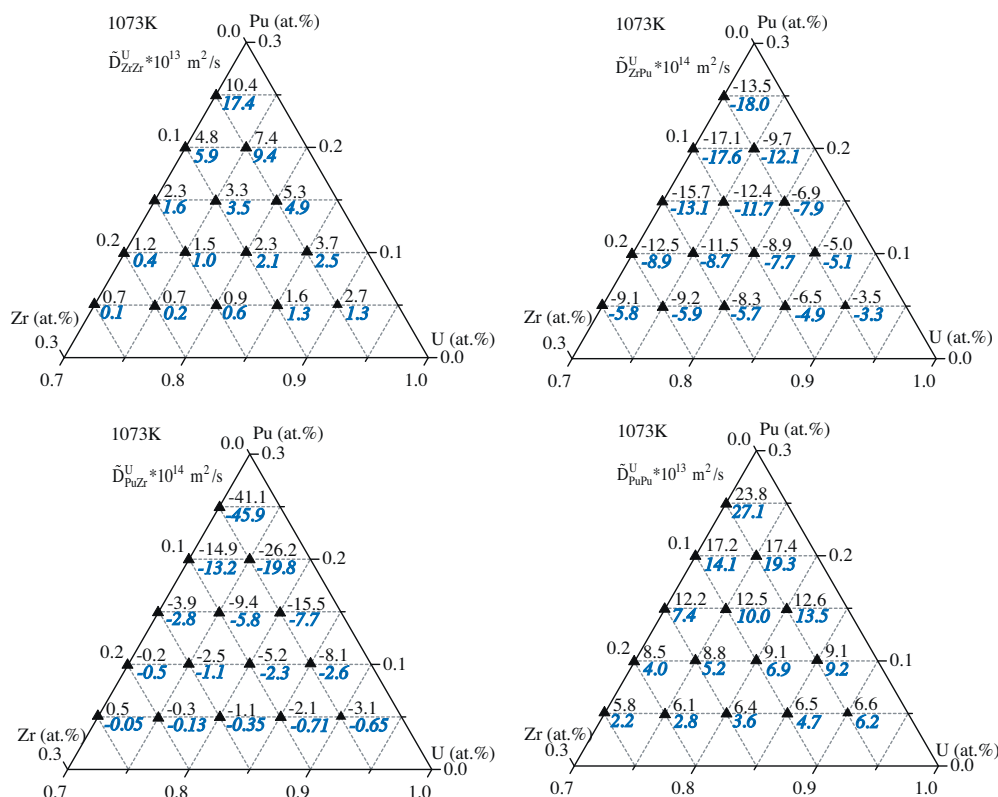 1073K
0.0 Pu (at.%)
0.3
D̃^U_ZrZr *10^13 m^2/s
10.4
17.4
0.1 4.8 7.4 0.2
5.9 9.4
2.3 3.3 5.3
1.6 3.5 4.9
0.2 1.2 1.5 2.3 3.7 0.1
0.4 1.0 2.1 2.5
0.7 0.7 0.9 1.6 2.7
0.1 0.2 0.6 1.3 1.3
Zr (at.%) U (at.%)
0.3 0.0
0.7 0.8 0.9 1.0
1073K
0.0 Pu (at.%)
0.3
D̃^U_ZrPu *10^14 m^2/s
-13.5
-18.0
0.1 -17.1 -9.7 0.2
-17.6 -12.1
-15.7 -12.4 -6.9
-13.1 -11.7 -7.9
0.2 -12.5 -11.5 -8.9 -5.0 0.1
-8.9 -8.7 -7.7 -5.1
-9.1 -9.2 -8.3 -6.5 -3.5
-5.8 -5.9 -5.7 -4.9 -3.3
Zr (at.%) U (at.%)
0.3 0.0
0.7 0.8 0.9 1.0
1073K
0.0 Pu (at.%)
0.3
D̃^U_PuZr *10^14 m^2/s
-41.1
-45.9
0.1 -14.9 -26.2 0.2
-13.2 -19.8
-3.9 -9.4 -15.5
-2.8 -5.8 -7.7
0.2 -0.2 -2.5 -5.2 -8.1 0.1
-0.5 -1.1 -2.3 -2.6
0.5 -0.3 -1.1 -2.1 -3.1
-0.05 -0.13 -0.35 -0.71 -0.65
Zr (at.%) U (at.%)
0.3 0.0
0.7 0.8 0.9 1.0
1073K
0.0 Pu (at.%)
0.3
D̃^U_PuPu *10^13 m^2/s
23.8
27.1
0.1 17.2 17.4 0.2
14.1 19.3
12.2 12.5 12.6
7.4 10.0 13.5
0.2 8.5 8.8 9.1 9.1 0.1
4.0 5.2 6.9 9.2
5.8 6.1 6.4 6.5 6.6
2.2 2.8 3.6 4.7 6.2
Zr (at.%) U (at.%)
0.3 0.0
0.7 0.8 0.9 1.0